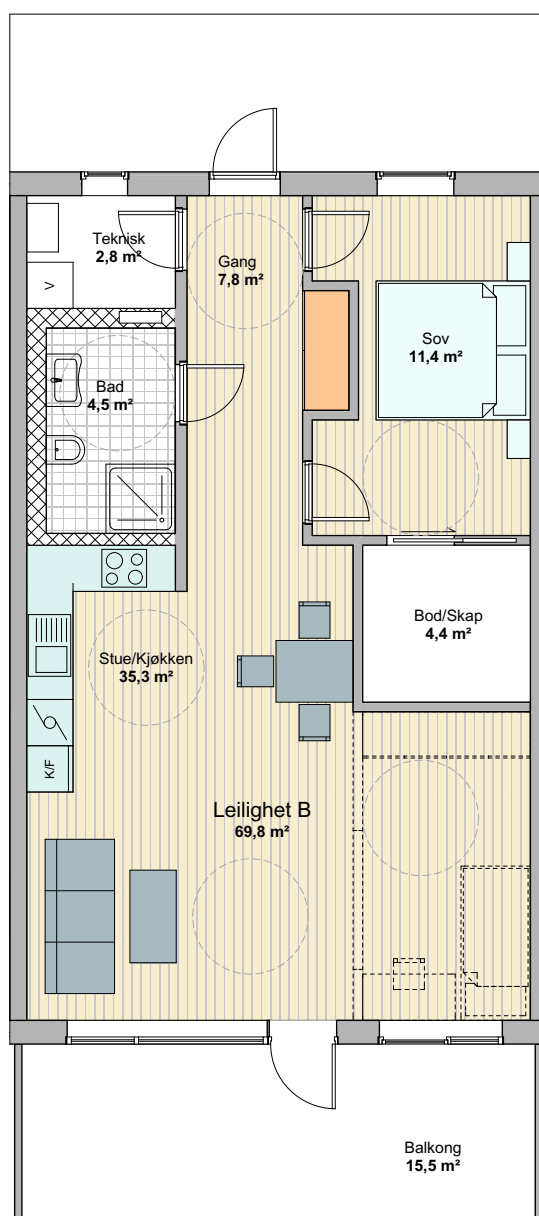 Teknisk
2,8 m²
Gang
7,8 m²
V
Sov
11,4 m²
Bad
4,5 m²
Bod/Skap
4,4 m²
Stue/Kjøkken
35,3 m²
K/F
Leilighet B
69,8 m²
Balkong
15,5 m²